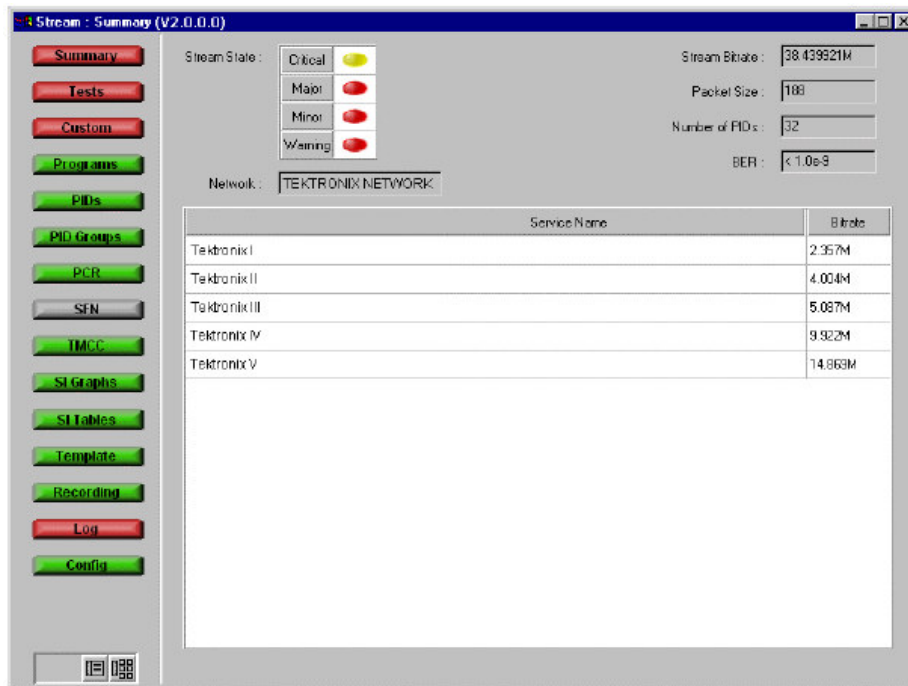 Stream : Summary (V2.0.0.0)
Summary
Tests
Custom
Programs
PIDs
PID Groups
PCR
SFN
TMCC
SI Graphs
SI Tables
Template
Recording
Log
Config
Stream State :
Critical
Major
Minor
Warning
Network :
TEKTRONIX NETWORK
Stream Bitrate :
38.439921M
Packet Size :
188
Number of PIDs :
32
BER :
< 1.0e-9
Service Name Bitrate
Tektronix I 2.357M
Tektronix II 4.004M
Tektronix III 5.087M
Tektronix IV 9.922M
Tektronix V 14.869M